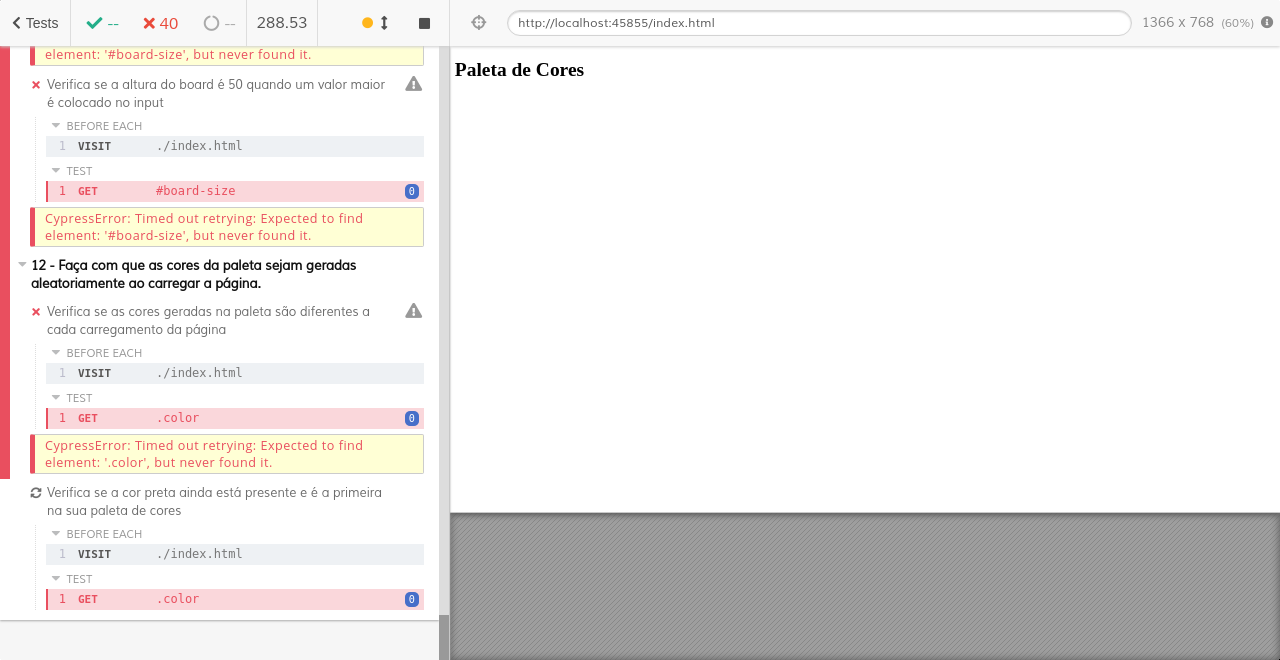 Tests
--
40
--
288.53
http://localhost:45855/index.html
1366 x 768 (60%)
element: '#board-size', but never found it.
Verifica se a altura do board é 50 quando um valor maior
é colocado no input
BEFORE EACH
1 VISIT ./index.html
TEST
1 GET #board-size 0
CypressError: Timed out retrying: Expected to find
element: '#board-size', but never found it.
12 - Faça com que as cores da paleta sejam geradas
aleatoriamente ao carregar a página.
Verifica se as cores geradas na paleta são diferentes a
cada carregamento da página
BEFORE EACH
1 VISIT ./index.html
TEST
1 GET .color 0
CypressError: Timed out retrying: Expected to find
element: '.color', but never found it.
Verifica se a cor preta ainda está presente e é a primeira
na sua paleta de cores
BEFORE EACH
1 VISIT ./index.html
TEST
1 GET .color 0
Paleta de Cores